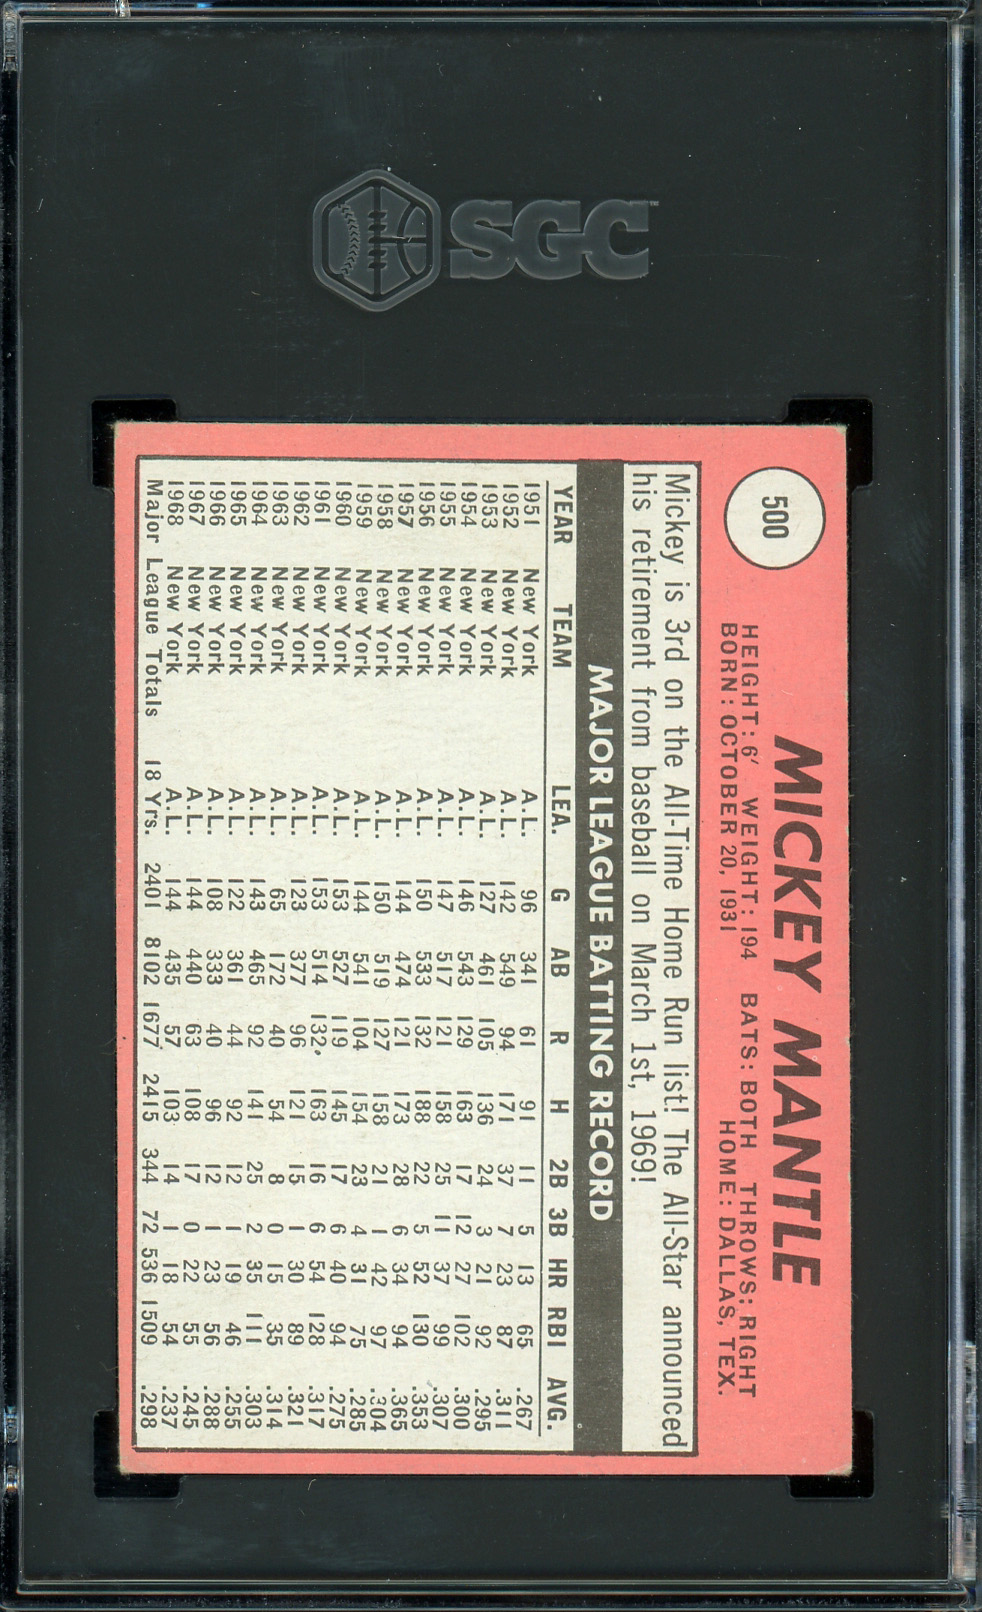 SGC
500
MICKEY MANTLE
HEIGHT: 6' WEIGHT: 194 BATS: BOTH THROWS: RIGHT
BORN: OCTOBER 20, 1931 HOME: DALLAS, TEX.
Mickey is 3rd on the All-Time Home Run list! The All-Star announced
his retirement from baseball on March 1st, 1969!
MAJOR LEAGUE BATTING RECORD
YEAR TEAM LEA. G AB R H 2B 3B HR RBI AVG.
1951 New York A.L. 96 341 61 91 11 5 13 65 .267
1952 New York A.L. 142 549 94 171 37 7 23 87 .311
1953 New York A.L. 127 461 105 136 24 3 21 92 .295
1954 New York A.L. 146 543 129 163 17 12 27 102 .300
1955 New York A.L. 147 517 121 158 25 11 37 99 .307
1956 New York A.L. 150 533 132 188 22 5 52 130 .353
1957 New York A.L. 144 474 121 173 28 6 34 94 .365
1958 New York A.L. 150 519 127 158 21 1 42 97 .304
1959 New York A.L. 144 541 104 154 23 4 31 75 .285
1960 New York A.L. 153 527 119 145 17 6 40 94 .275
1961 New York A.L. 153 514 132 163 16 6 54 128 .317
1962 New York A.L. 123 377 96 121 15 1 30 89 .321
1963 New York A.L. 65 172 40 54 8 0 15 35 .314
1964 New York A.L. 143 465 92 141 25 2 35 111 .303
1965 New York A.L. 122 361 44 92 12 1 19 46 .255
1966 New York A.L. 108 333 40 96 12 1 23 56 .288
1967 New York A.L. 144 440 63 108 17 0 22 55 .245
1968 New York A.L. 144 435 57 103 14 1 18 54 .237
Major League Totals 18 Yrs. 2401 8102 1677 2415 344 72 536 1509 .298